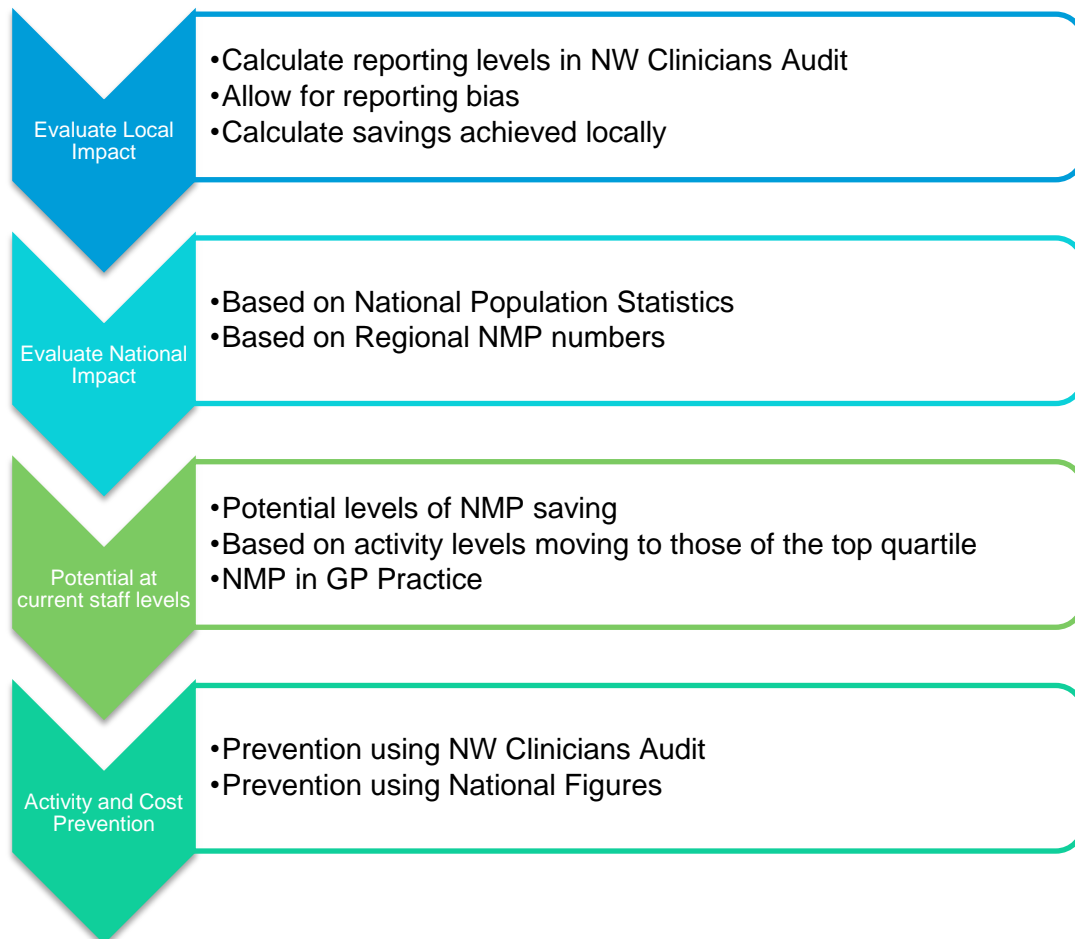 Evaluate Local
Impact
•Calculate reporting levels in NW Clinicians Audit
•Allow for reporting bias
•Calculate savings achieved locally
Evaluate National
Impact
•Based on National Population Statistics
•Based on Regional NMP numbers
Potential at
current staff levels
•Potential levels of NMP saving
•Based on activity levels moving to those of the top quartile
•NMP in GP Practice
Activity and Cost
Prevention
•Prevention using NW Clinicians Audit
•Prevention using National Figures